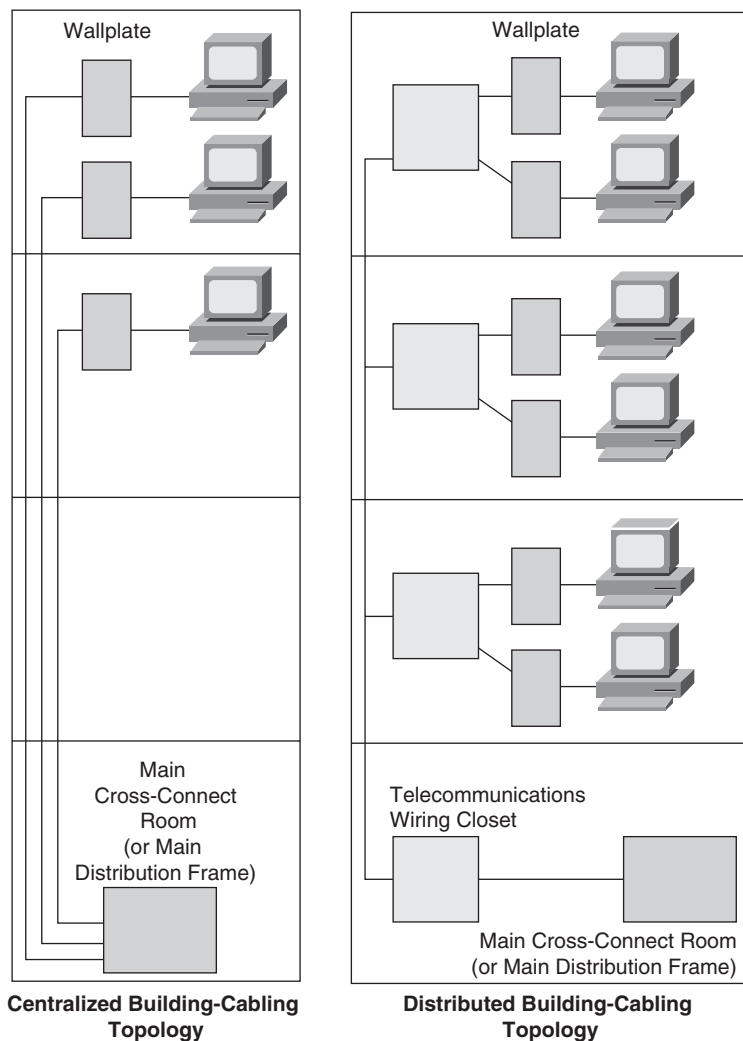 Wallplate
Main
Cross-Connect
Room
(or Main
Distribution Frame)
Centralized Building-Cabling
Topology
Wallplate
Telecommunications
Wiring Closet
Main Cross-Connect Room
(or Main Distribution Frame)
Distributed Building-Cabling
Topology